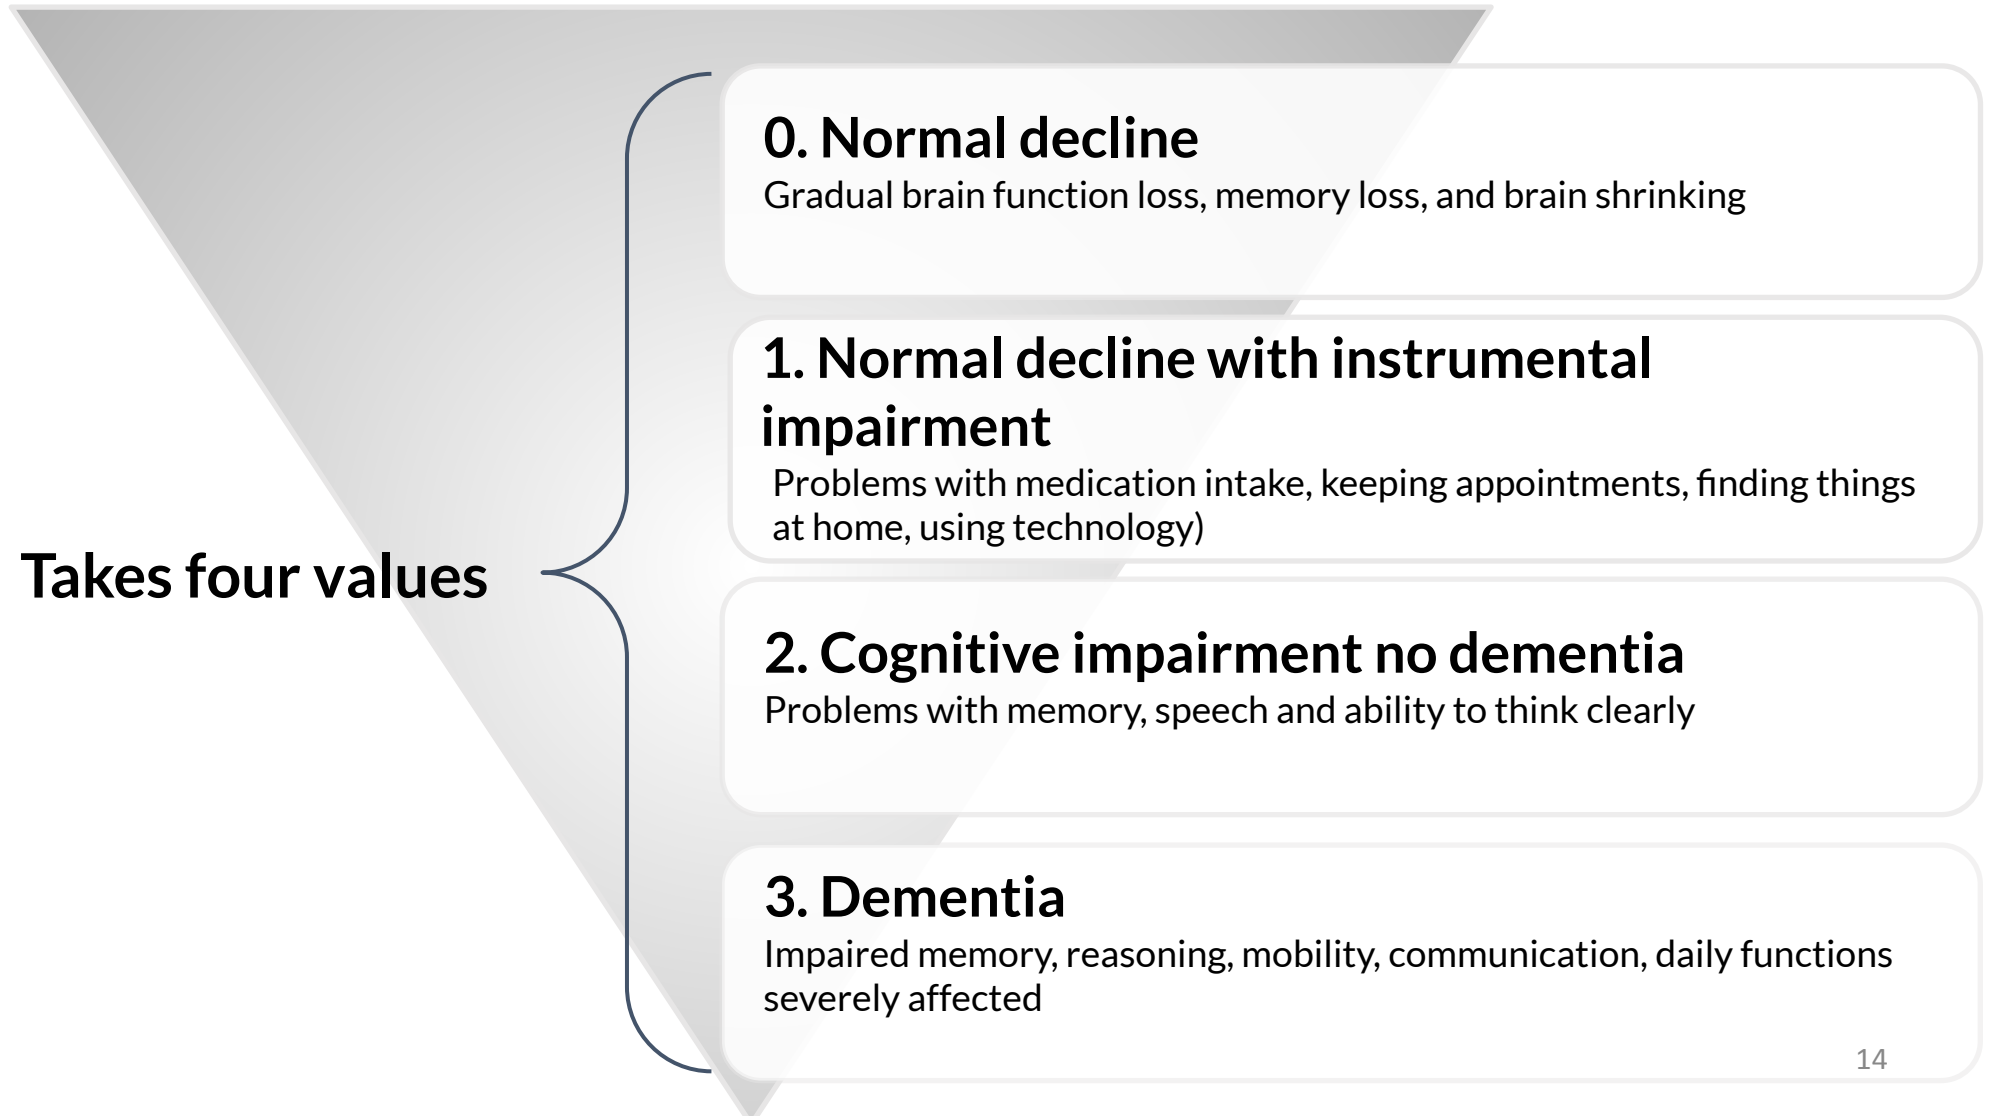 0. Normal decline
Gradual brain function loss, memory loss, and brain shrinking
1. Normal decline with instrumental
impairment
Problems with medication intake, keeping appointments, finding things
at home, using technology)
Takes four values
2. Cognitive impairment no dementia
Problems with memory, speech and ability to think clearly
3. Dementia
Impaired memory, reasoning, mobility, communication, daily functions
severely affected
14